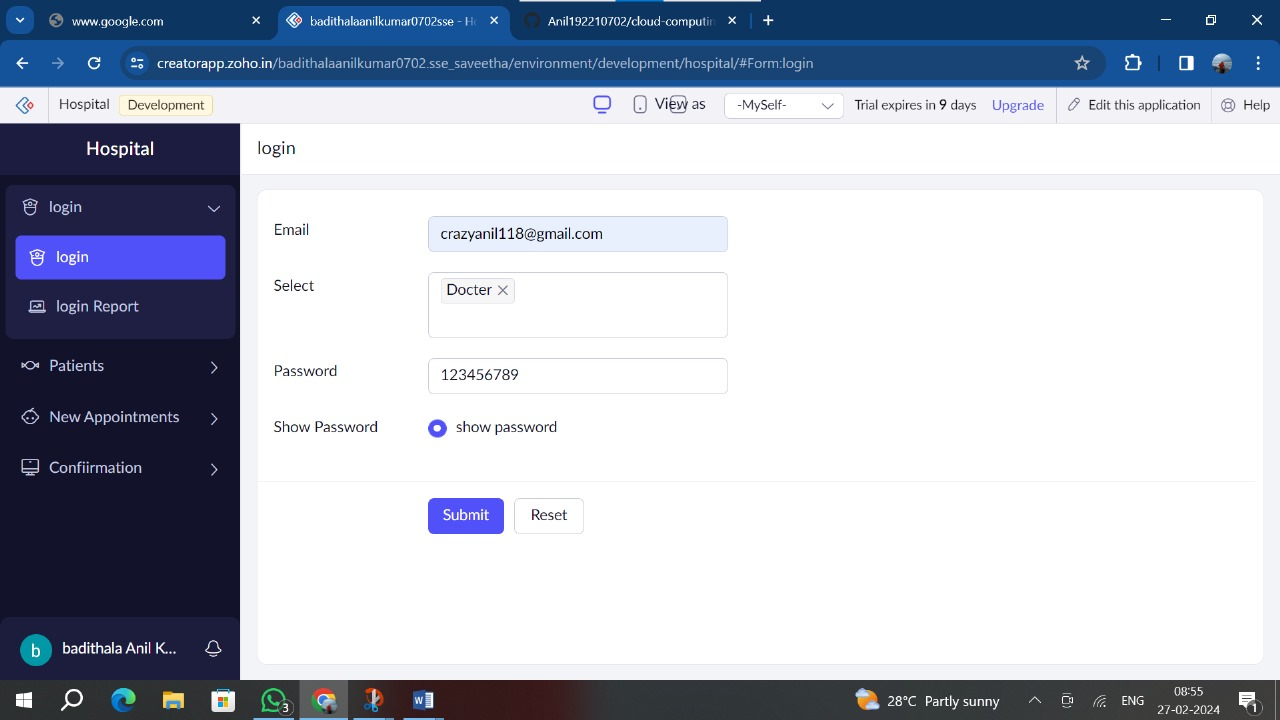 www.google.com
badithalaanilkumar0702sse - Ho
Anil192210702/cloud-computin
creatorapp.zoho.in/badithalaanilkumar0702.sse_saveetha/environment/development/hospital/#Form:login
Hospital Development View as -MySelf- Trial expires in 9 days Upgrade Edit this application Help
Hospital
login
login
login
login Report
Patients
New Appointments
Confiirmation
badithala Anil K...
b
Email
crazyanil118@gmail.com
Select
Docter
Password
123456789
Show Password
show password
Submit
Reset
3
28°C Partly sunny
ENG
08:55
27-02-2024
1